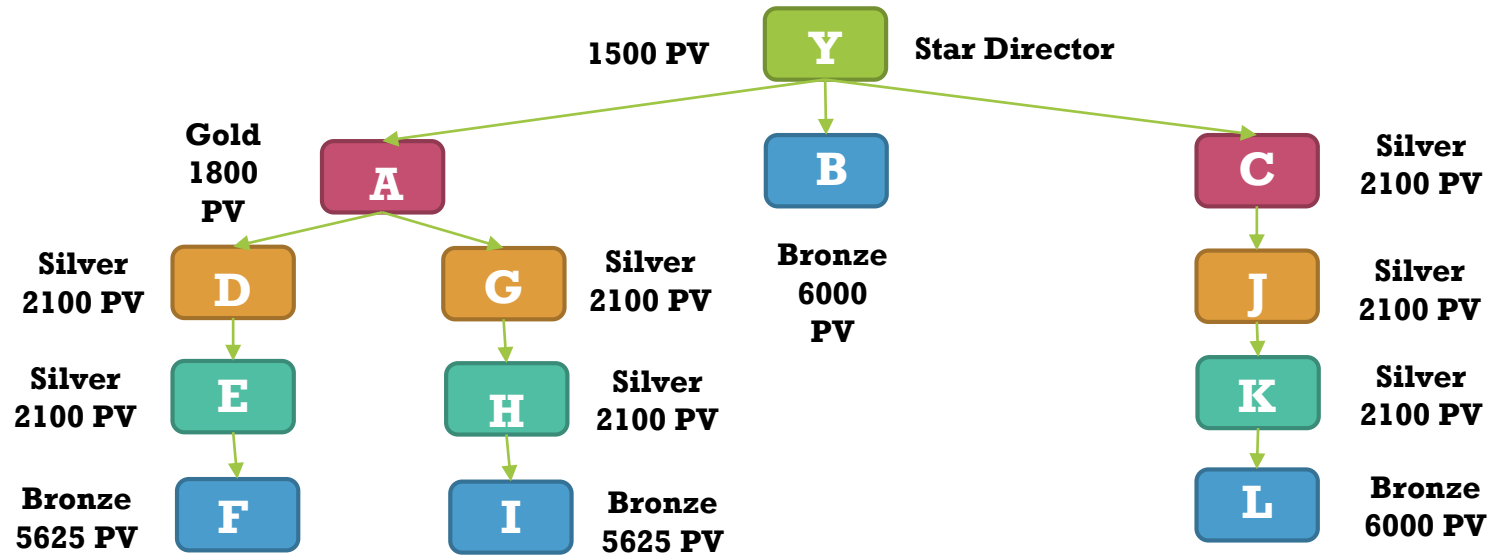 1500 PV
Y
Star Director
Gold
1800
PV
A
B
C
Silver
2100 PV
Silver
2100 PV
D
G
Silver
2100 PV
Bronze
6000
PV
J
Silver
2100 PV
Silver
2100 PV
E
H
Silver
2100 PV
K
Silver
2100 PV
Bronze
5625 PV
F
I
Bronze
5625 PV
L
Bronze
6000 PV